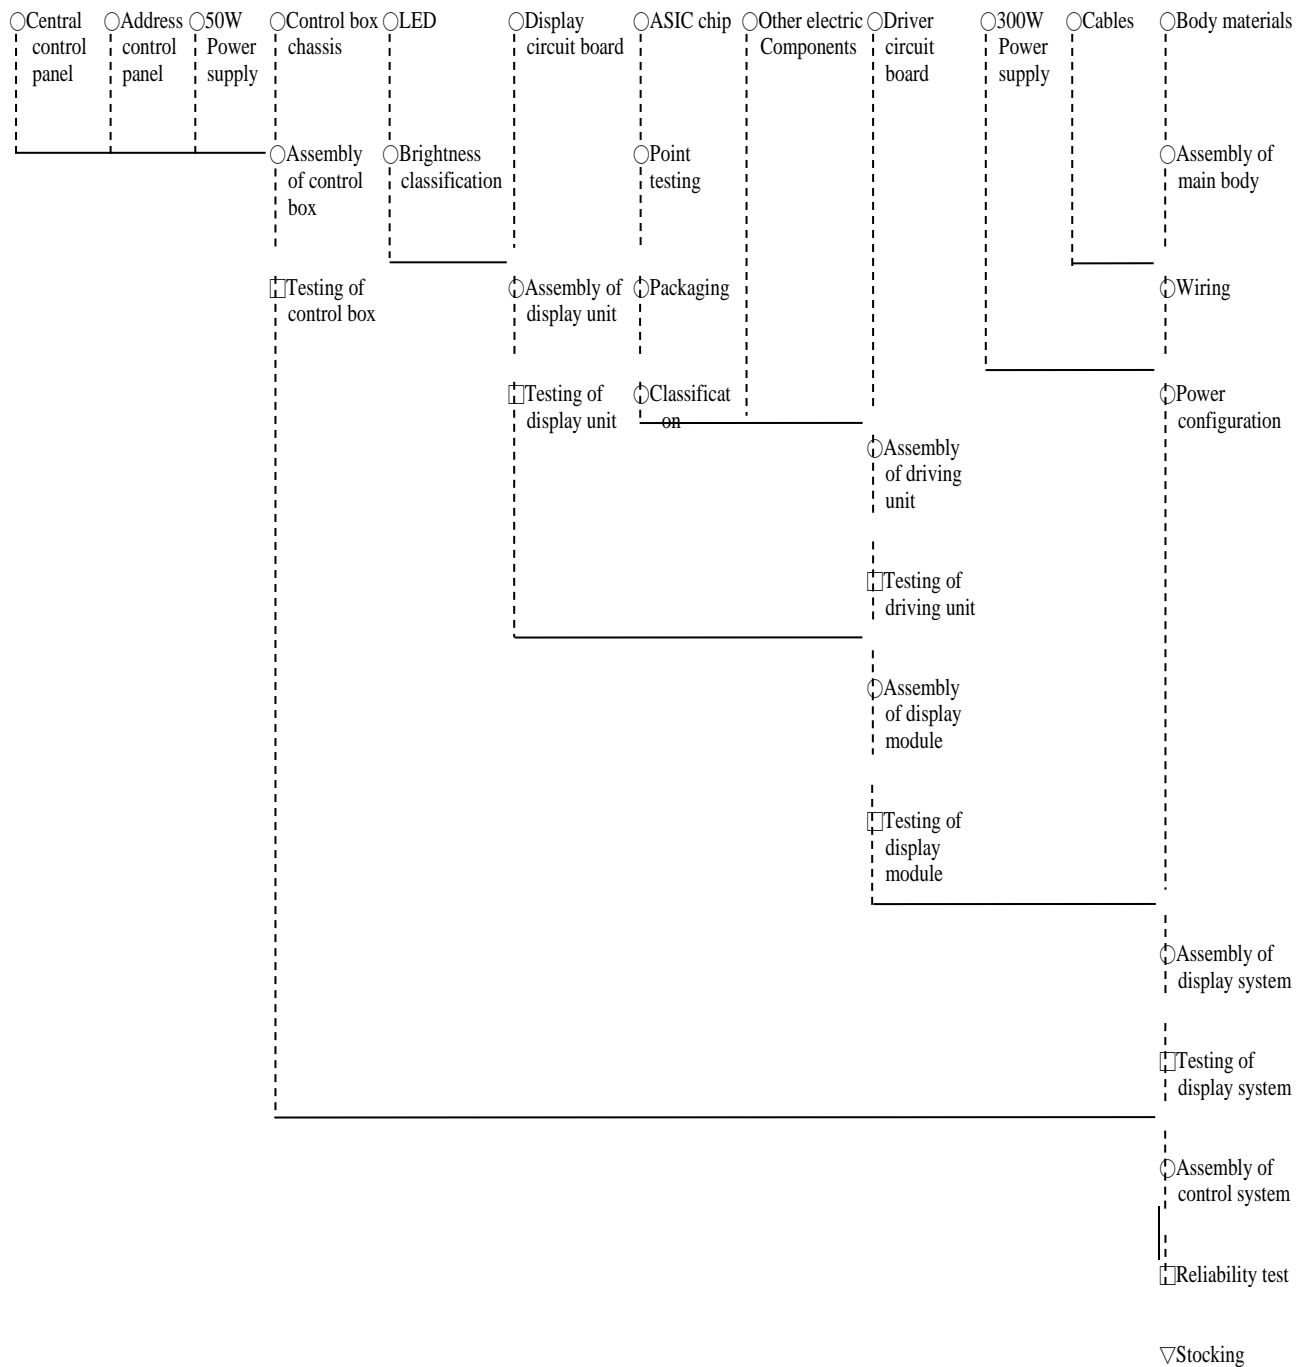 ○Central
control
panel
○Address
control
panel
○50W
Power
supply
○Control box
chassis
○LED
○Display
circuit board
○ASIC chip
○Other electric
Components
○Driver
circuit
board
○300W
Power
supply
○Cables
○Body materials
○Assembly
of control
box
○Brightness
classification
○Point
testing
○Assembly of
main body
□Testing of
control box
○Assembly of
display unit
○Packaging
○Wiring
□Testing of
display unit
○Classificat
on
○Power
configuration
○Assembly
of driving
unit
□Testing of
driving unit
○Assembly
of display
module
□Testing of
display
module
○Assembly of
display system
□Testing of
display system
○Assembly of
control system
□Reliability test
▽Stocking